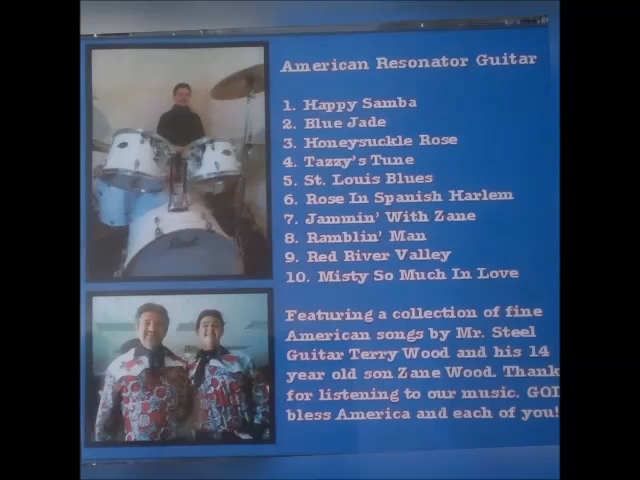 American Resonator Guitar
1. Happy Samba
2. Blue Jade
3. Honeysuckle Rose
4. Tazzy's Tune
5. St. Louis Blues
6. Rose In Spanish Harlem
7. Jammin' With Zane
8. Ramblin' Man
9. Red River Valley
10. Misty So Much In Love
Featuring a collection of fine
American songs by Mr. Steel
Guitar Terry Wood and his 14
year old son Zane Wood. Thank
for listening to our music. GOD
bless America and each of you!